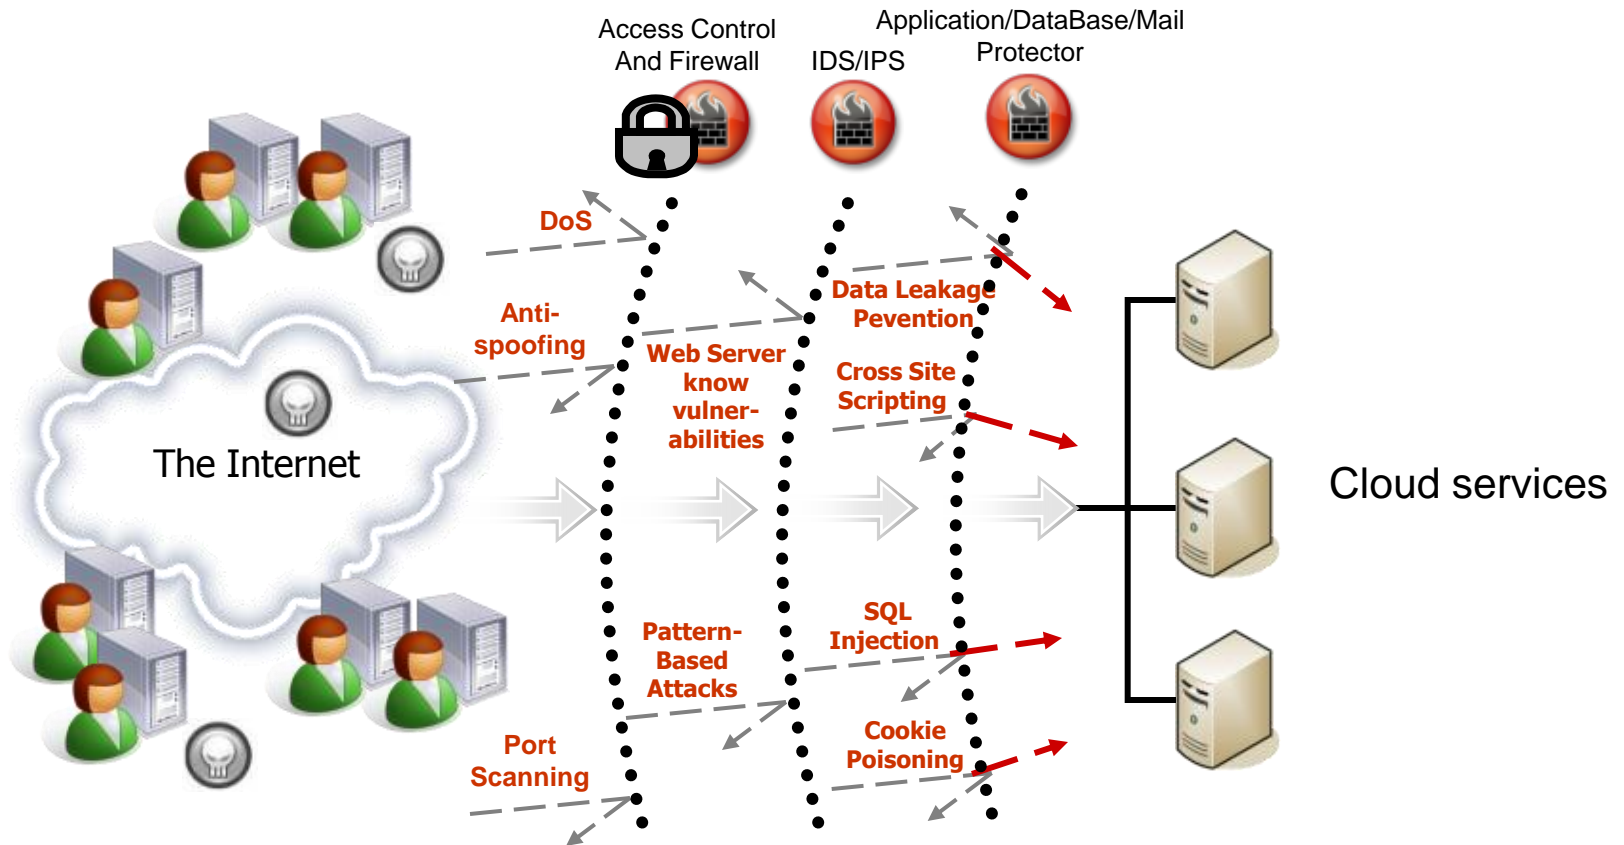 Access Control
And Firewall
IDS/IPS
Application/DataBase/Mail
Protector
DoS
Anti-
spoofing
Web Server
know
vulner-
abilities
Data Leakage
Pevention
Cross Site
Scripting
The Internet
Cloud services
Pattern-
Based
Attacks
SQL
Injection
Port
Scanning
Cookie
Poisoning